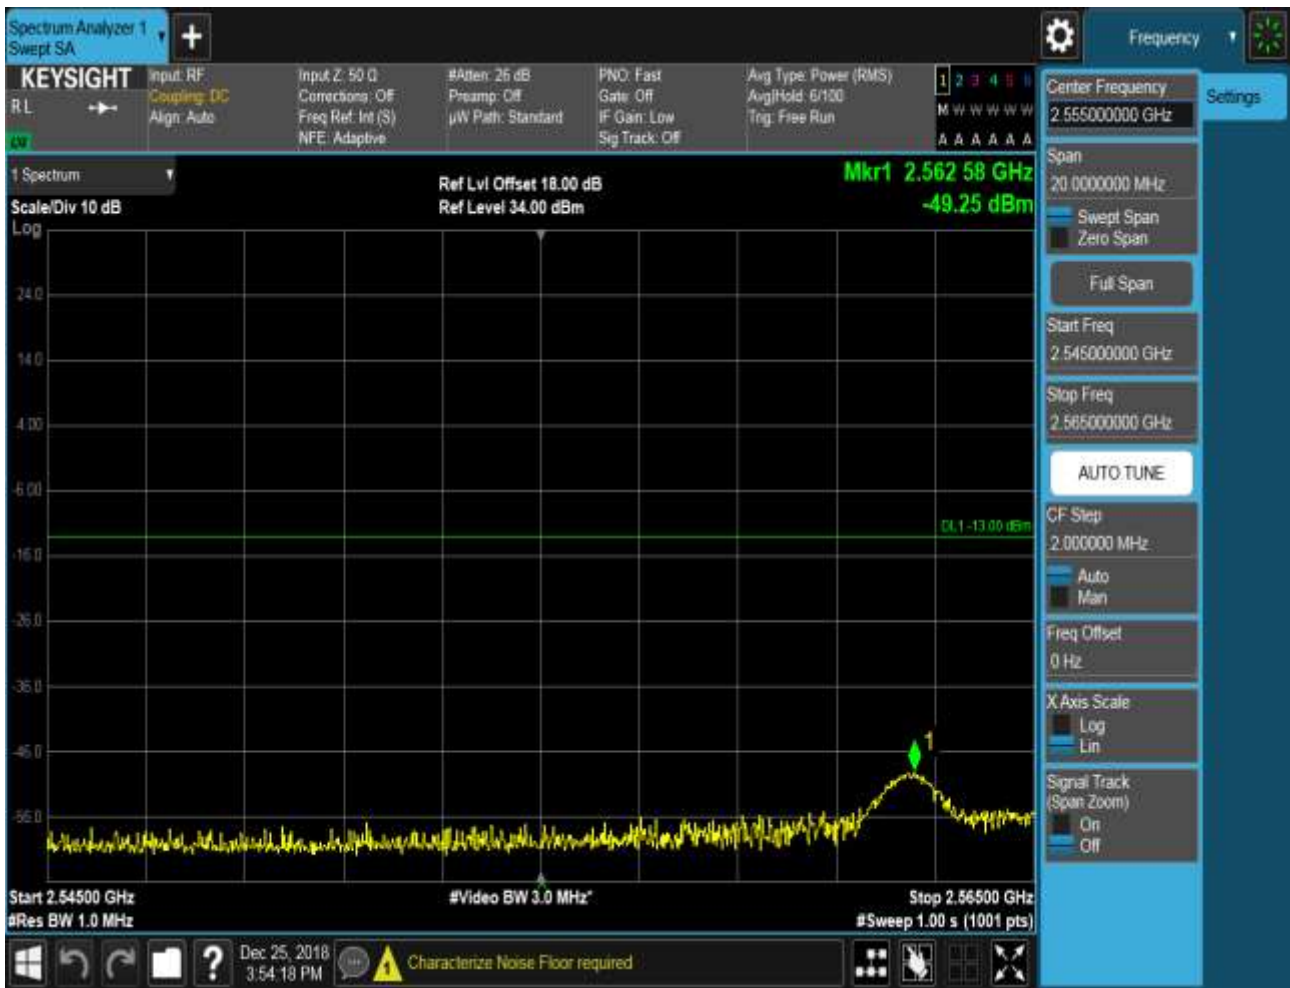 Spectrum Analyzer 1
Swept SA
Frequency
KEYSIGHT
R L
Input: RF
Coupling: DC
Align: Auto
Input Z: 50 Ω
Corrections: Off
Freq Ref: Int (S)
NFE: Adaptive
#Atten: 26 dB
Preamp: Off
µW Path: Standard
PNO: Fast
Gate: Off
IF Gain: Low
Sig Track: Off
Avg Type: Power (RMS)
Avg|Hold: 6/100
Trig: Free Run
1 2 3 4 5 6
M W W W W W
A A A A A A
1 Spectrum
Scale/Div 10 dB
Log
Ref Lvl Offset 18.00 dB
Ref Level 34.00 dBm
Mkr1 2.562 58 GHz
-49.25 dBm
24.0
14.0
4.00
-6.00
-16.0
-26.0
-36.0
-46.0
-56.0
DL1 -13.00 dBm
1
Start 2.54500 GHz
#Res BW 1.0 MHz
#Video BW 3.0 MHz*
Stop 2.56500 GHz
#Sweep 1.00 s (1001 pts)
Center Frequency
2.555000000 GHz
Settings
Span
20.0000000 MHz
Swept Span
Zero Span
Full Span
Start Freq
2.545000000 GHz
Stop Freq
2.565000000 GHz
AUTO TUNE
CF Step
2.000000 MHz
Auto
Man
Freq Offset
0 Hz
X Axis Scale
Log
Lin
Signal Track
(Span Zoom)
On
Off
?
Dec 25, 2018
3:54:18 PM
1
Characterize Noise Floor required